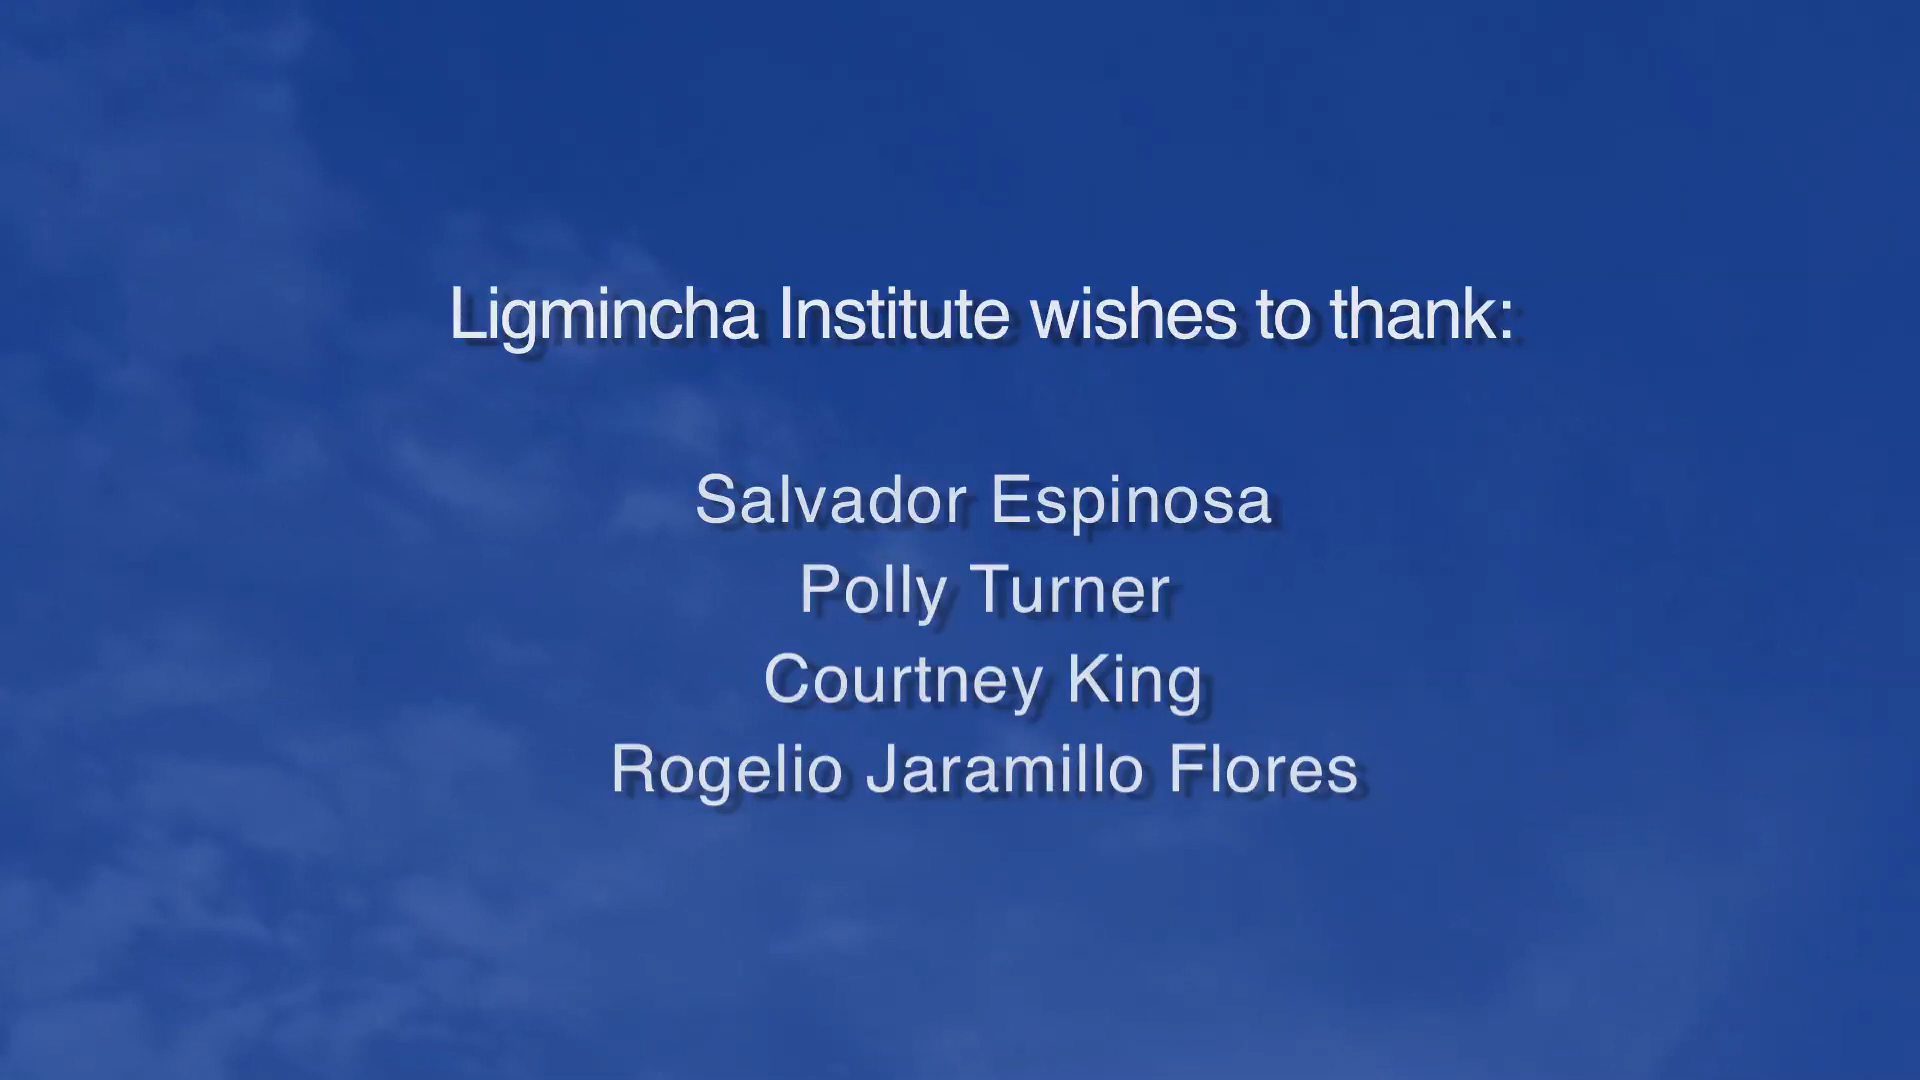 Ligmincha Institute wishes to thank:
Salvador Espinosa
Polly Turner
Courtney King
Rogelio Jaramillo Flores